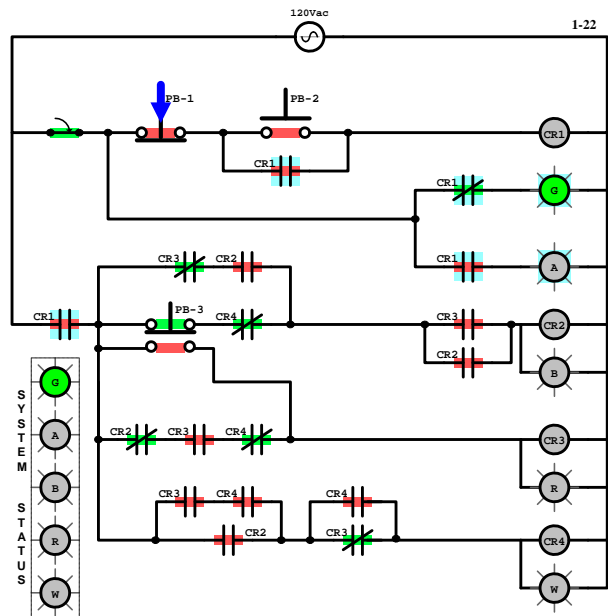 120Vac
1-22
PB-1
PB-2
CR1
CR1
CR1
G
CR1
A
CR3 CR2
CR1
PB-3
CR4
CR3
CR2
CR2
B
CR2 CR3 CR4
CR3
R
CR3 CR4
CR2
CR4
CR3
CR4
W
SYSTEM STATUS
G
A
B
R
W